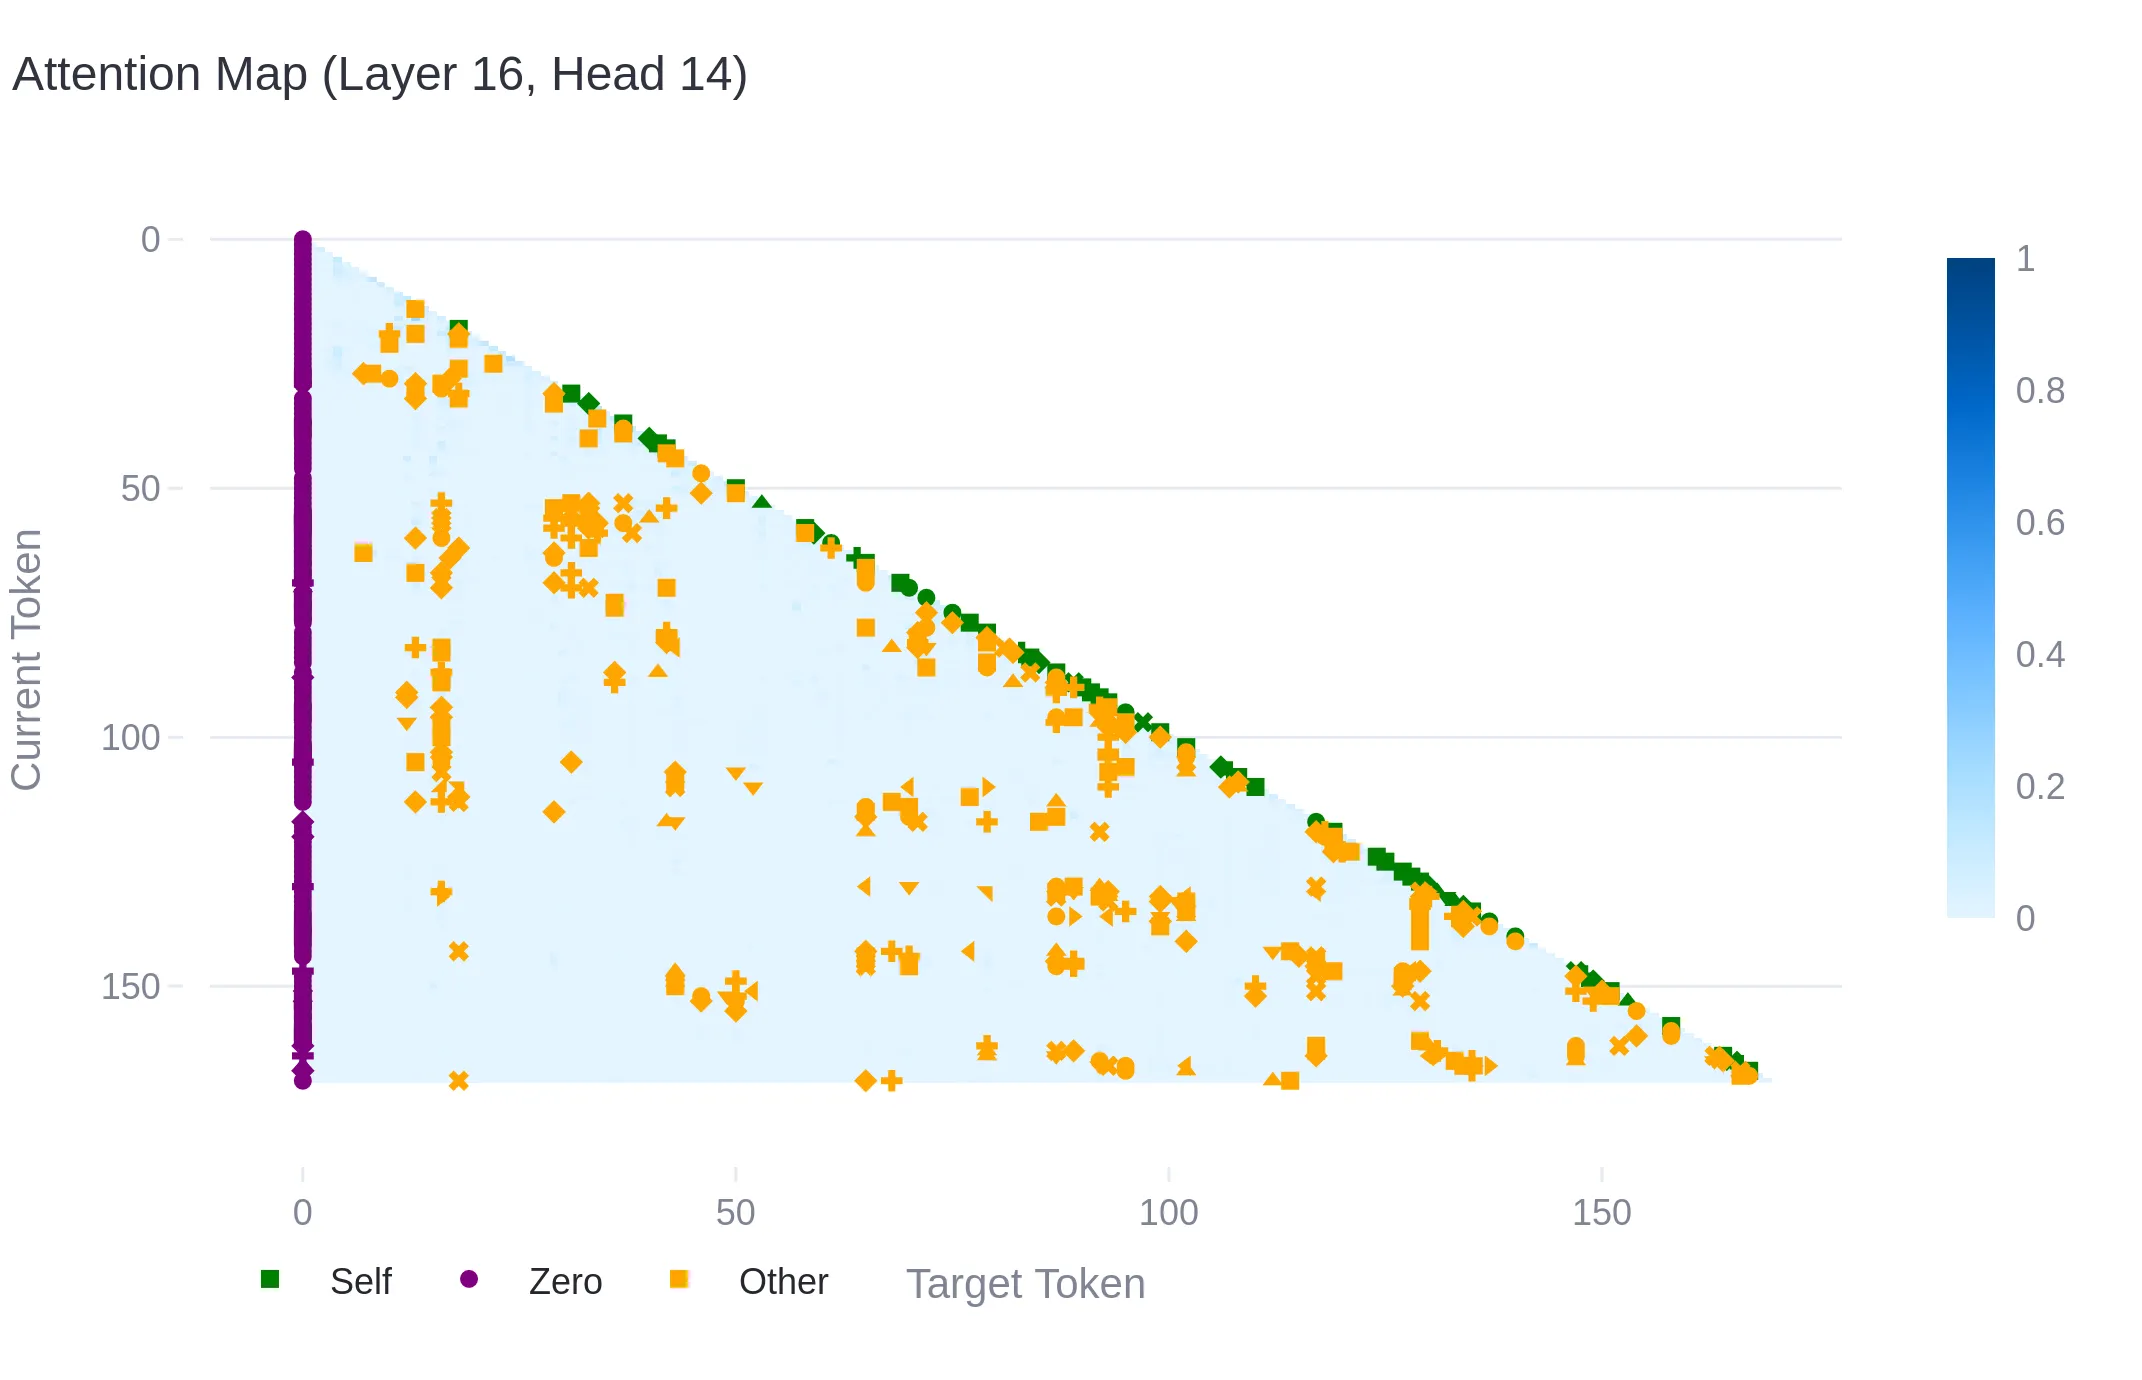 Attention Map (Layer 16, Head 14)
0
50
100
150
Current Token
1
0.8
0.6
0.4
0.2
0
0 50 100 150
Self Zero Other Target Token